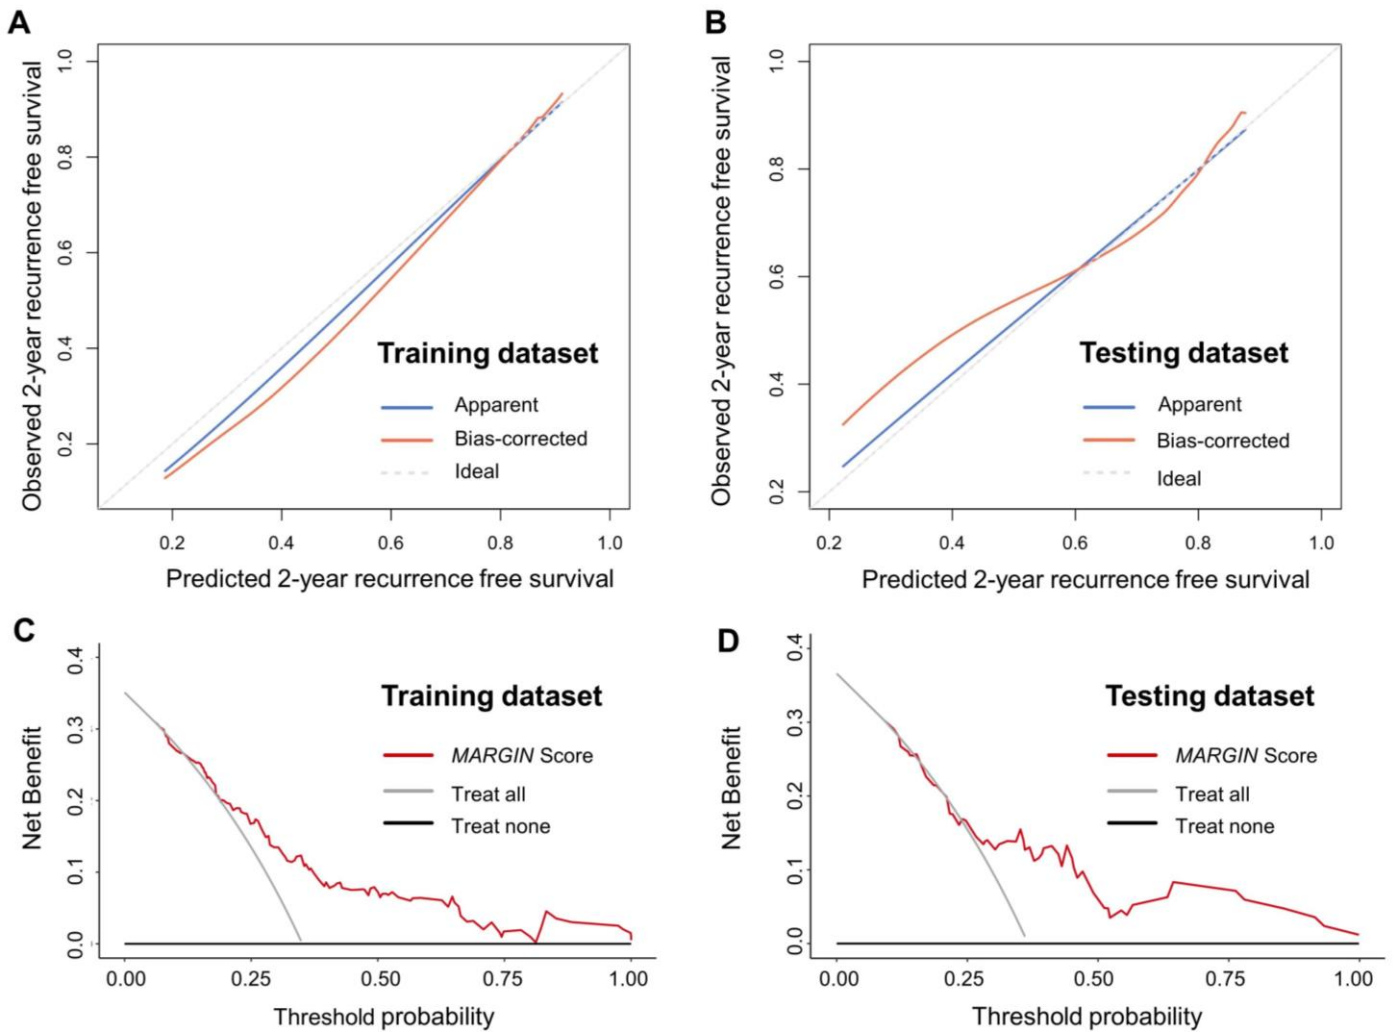 A
Observed 2-year recurrence free survival
1.0
0.8
0.6
0.4
0.2
Training dataset
Apparent
Bias-corrected
Ideal
0.2 0.4 0.6 0.8 1.0
Predicted 2-year recurrence free survival
B
Observed 2-year recurrence free survival
1.0
0.8
0.6
0.4
0.2
Testing dataset
Apparent
Bias-corrected
Ideal
0.2 0.4 0.6 0.8 1.0
Predicted 2-year recurrence free survival
C
Net Benefit
0.4
0.3
0.2
0.1
0.0
Training dataset
MARGIN Score
Treat all
Treat none
0.00 0.25 0.50 0.75 1.00
Threshold probability
D
Net Benefit
0.4
0.3
0.2
0.1
0.0
Testing dataset
MARGIN Score
Treat all
Treat none
0.00 0.25 0.50 0.75 1.00
Threshold probability